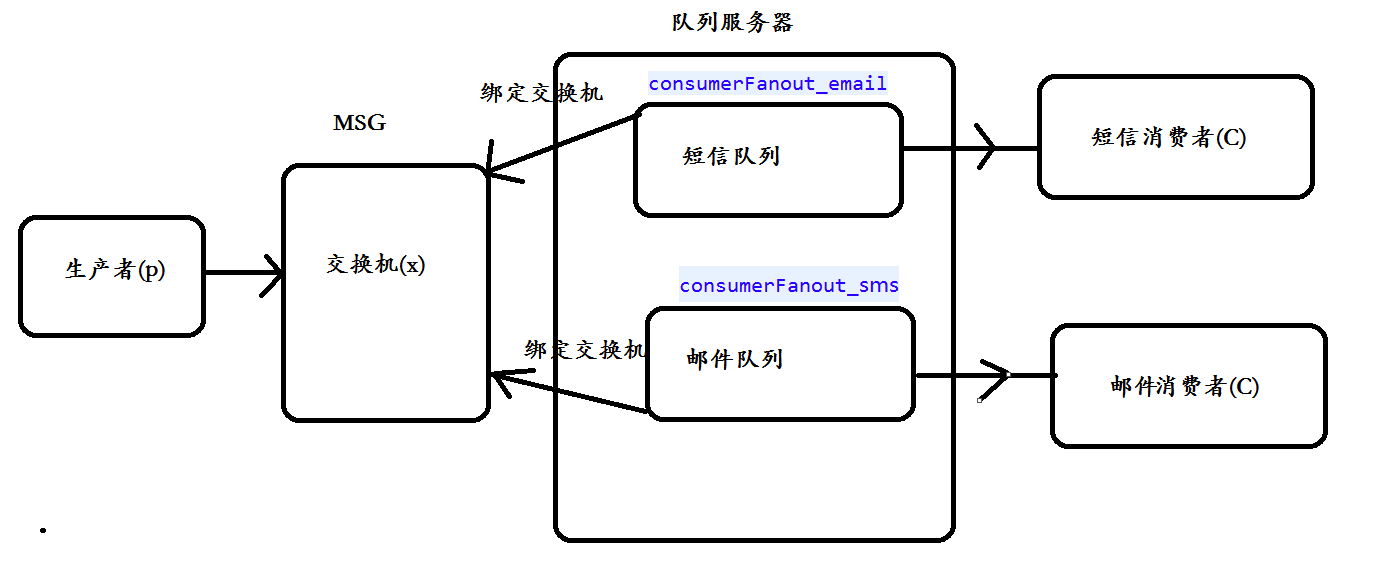 队列服务器
consumerFanout_email
绑定交换机
MSG
短信队列
短信消费者(C)
生产者(p)
交换机(x)
consumerFanout_sms
绑定交换机
邮件队列
邮件消费者(C)